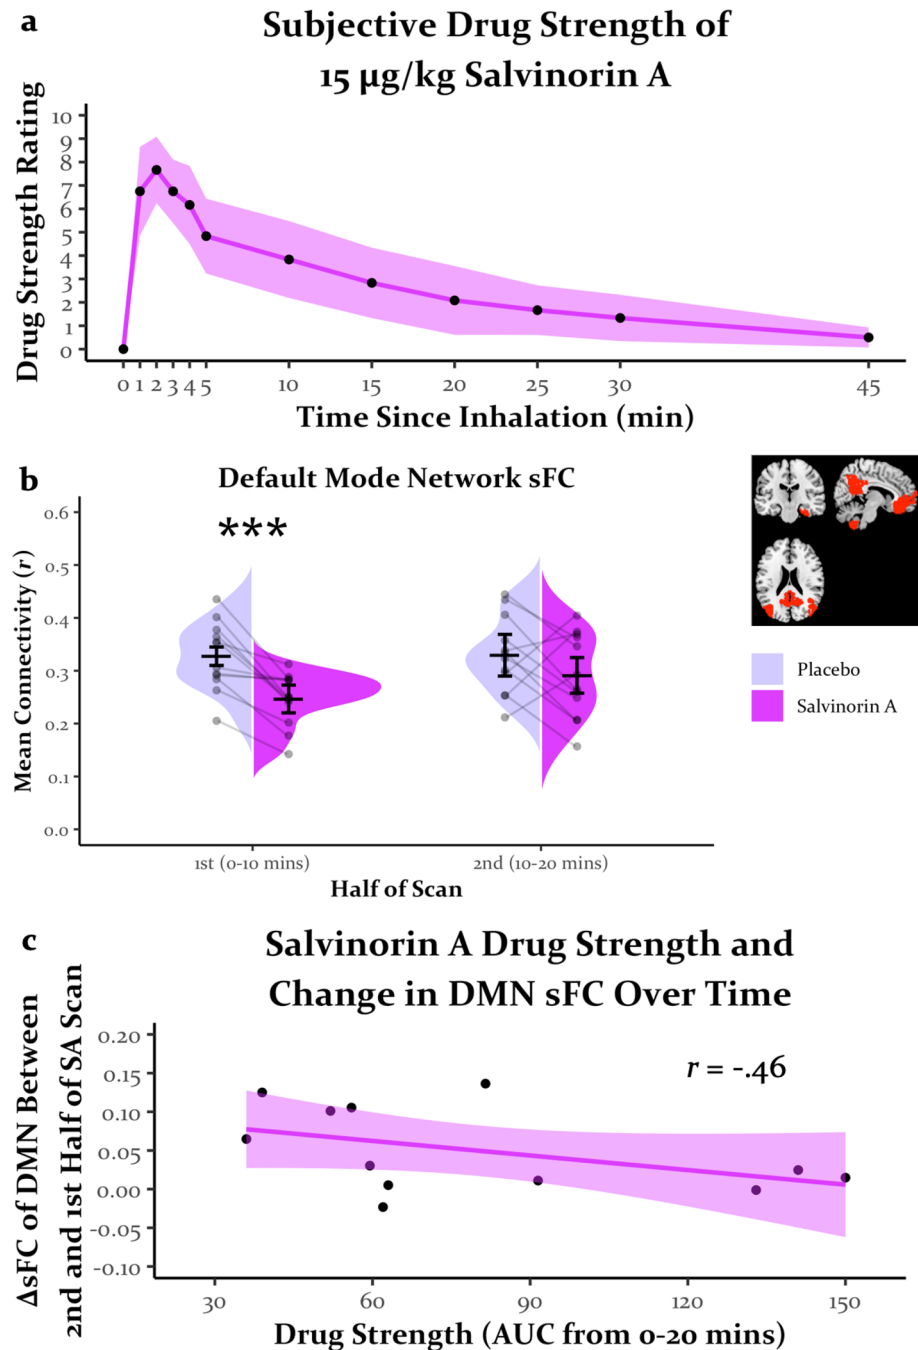 a
Subjective Drug Strength of
15 µg/kg Salvinorin A
Drug Strength Rating
10
9
8
7
6
5
4
3
2
1
0
0 1 2 3 4 5 10 15 20 25 30 45
Time Since Inhalation (min)
b
Default Mode Network sFC
***
Mean Connectivity (r)
0.6
0.5
0.4
0.3
0.2
0.1
0.0
1st (0-10 mins) 2nd (10-20 mins)
Half of Scan
Placebo
Salvinorin A
c
Salvinorin A Drug Strength and
Change in DMN sFC Over Time
ΔsFC of DMN Between
2nd and 1st Half of SA Scan
r = -.46
0.20
0.15
0.10
0.05
0.00
-0.05
-0.10
30 60 90 120 150
Drug Strength (AUC from 0-20 mins)